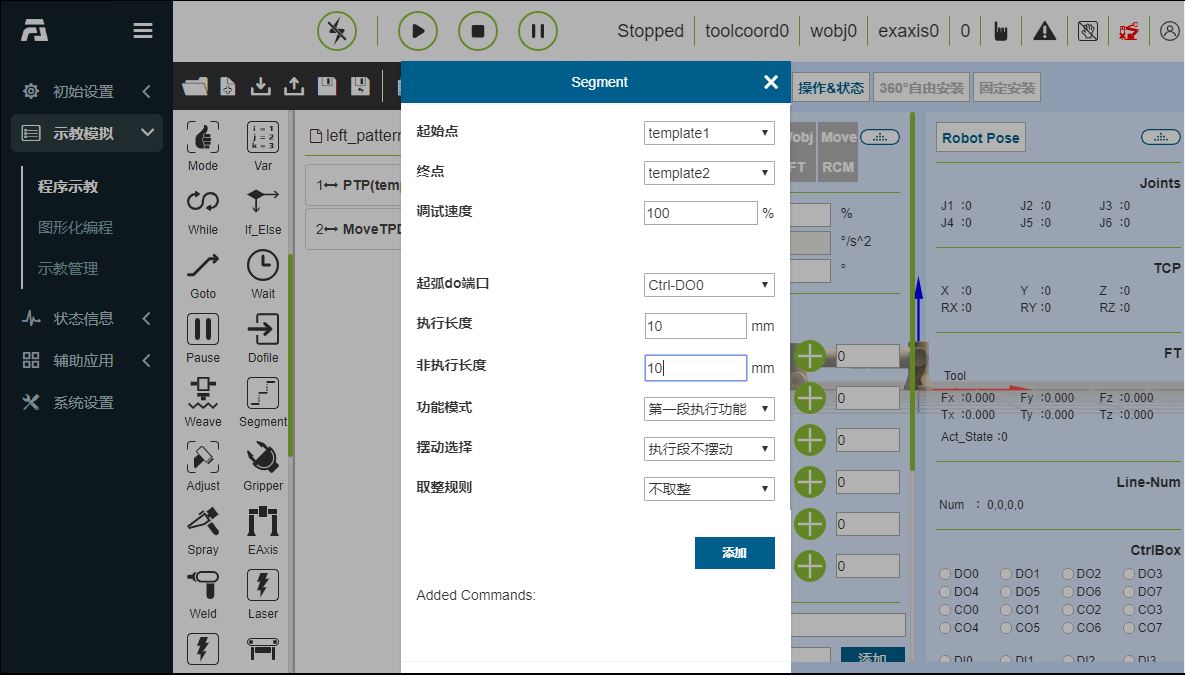 Stopped
toolcoord0
wobj0
exaxis0
0
初始设置
示教模拟
程序示教
图形化编程
示教管理
状态信息
辅助应用
系统设置
Mode
Var
While
If_Else
Goto
Wait
Pause
Dofile
Weave
Segment
Adjust
Gripper
Spray
EAxis
Weld
Laser
left_pattern
1 PTP(tem
2 MoveTPD
Segment
起始点
template1
终点
template2
调试速度
100 %
起弧do端口
Ctrl-DO0
执行长度
10 mm
非执行长度
10 mm
功能模式
第一段执行功能
摆动选择
执行段不摆动
取整规则
不取整
添加
Added Commands:
操作&状态
360°自由安装
固定安装
obj
Move
FT
RCM
%
°/s^2
°
0
0
0
0
0
0
添加
Robot Pose
Joints
J1 :0 J2 :0 J3 :0
J4 :0 J5 :0 J6 :0
TCP
X :0 Y :0 Z :0
RX :0 RY :0 RZ :0
FT
Tool
Fx :0.000 Fy :0.000 Fz :0.000
Tx :0.000 Ty :0.000 Tz :0.000
Act_State :0
Line-Num
Num : 0,0,0,0
CtrlBox
DO0 DO1 DO2 DO3
DO4 DO5 DO6 DO7
CO0 CO1 CO2 CO3
CO4 CO5 CO6 CO7
DI0 DI1 DI2 DI3